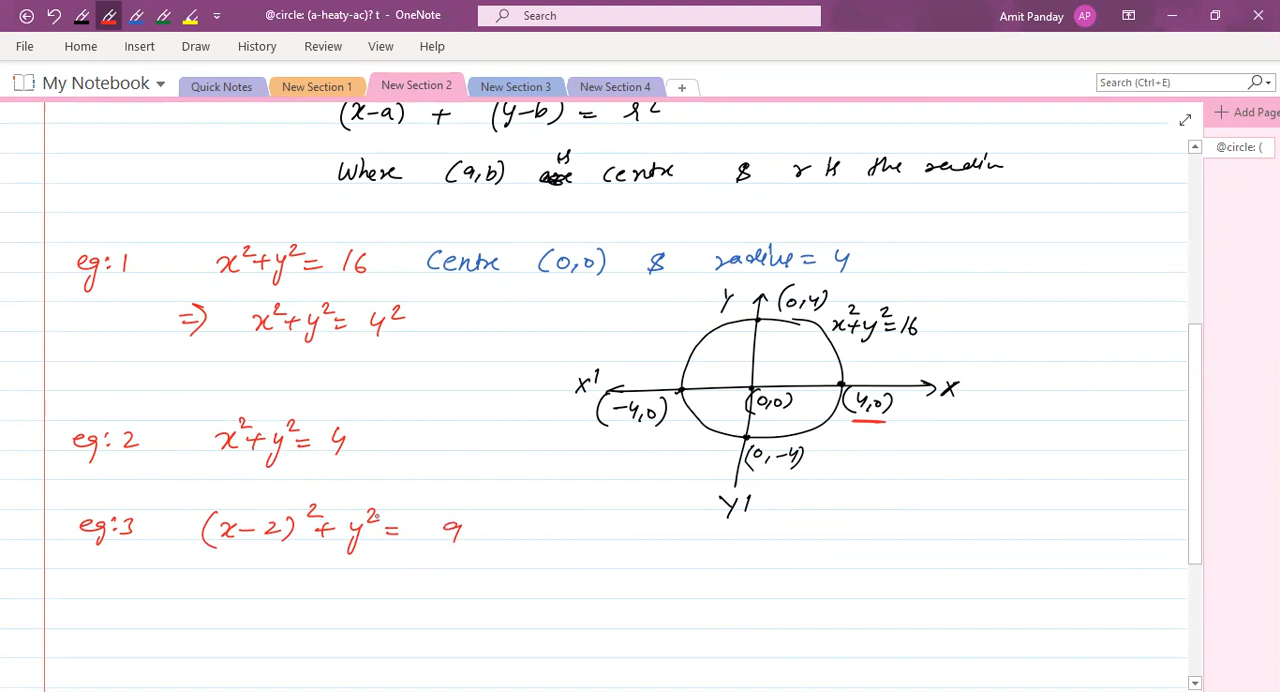 @circle: (a-heaty-ac)? t - OneNote
Search
Amit Panday AP
File Home Insert Draw History Review View Help
My Notebook Quick Notes New Section 1 New Section 2 New Section 3 New Section 4 +
Search (Ctrl+E)
+ Add Page
@circle: (
(x-a) + (y-b) = r²
Where (a,b) is centre & r is the radiu
eg:1 x²+y²= 16 Centre (0,0) & radius = 4
⇒ x²+y²= 4²
Y (0,4)
x²+y²=16
X' (-4,0) (0,0) (4,0) X
(0,-4)
Y'
eg: 2 x²+y²= 4
eg:3 (x-2)²+ y²= 9